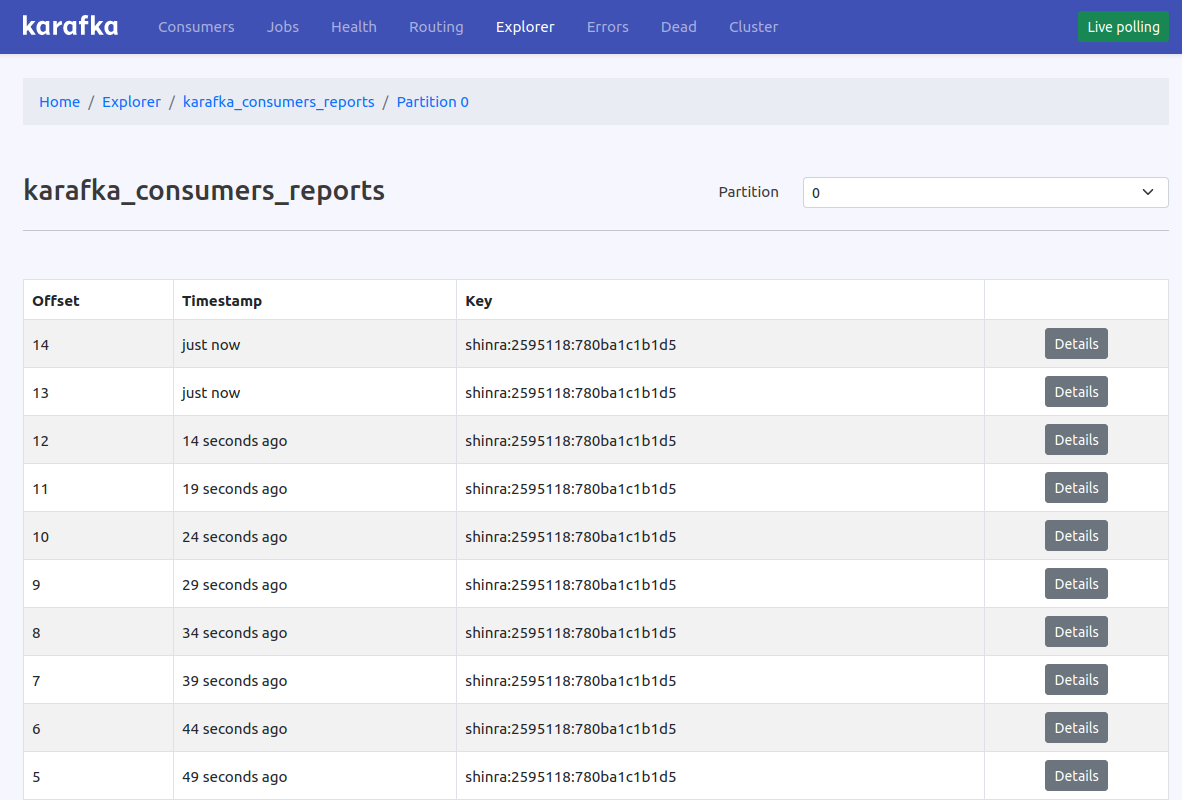 karafka Consumers Jobs Health Routing Explorer Errors Dead Cluster Live polling
Home / Explorer / karafka_consumers_reports / Partition 0
karafka_consumers_reports Partition 0
Offset Timestamp Key
14 just now shinra:2595118:780ba1c1b1d5 Details
13 just now shinra:2595118:780ba1c1b1d5 Details
12 14 seconds ago shinra:2595118:780ba1c1b1d5 Details
11 19 seconds ago shinra:2595118:780ba1c1b1d5 Details
10 24 seconds ago shinra:2595118:780ba1c1b1d5 Details
9 29 seconds ago shinra:2595118:780ba1c1b1d5 Details
8 34 seconds ago shinra:2595118:780ba1c1b1d5 Details
7 39 seconds ago shinra:2595118:780ba1c1b1d5 Details
6 44 seconds ago shinra:2595118:780ba1c1b1d5 Details
5 49 seconds ago shinra:2595118:780ba1c1b1d5 Details